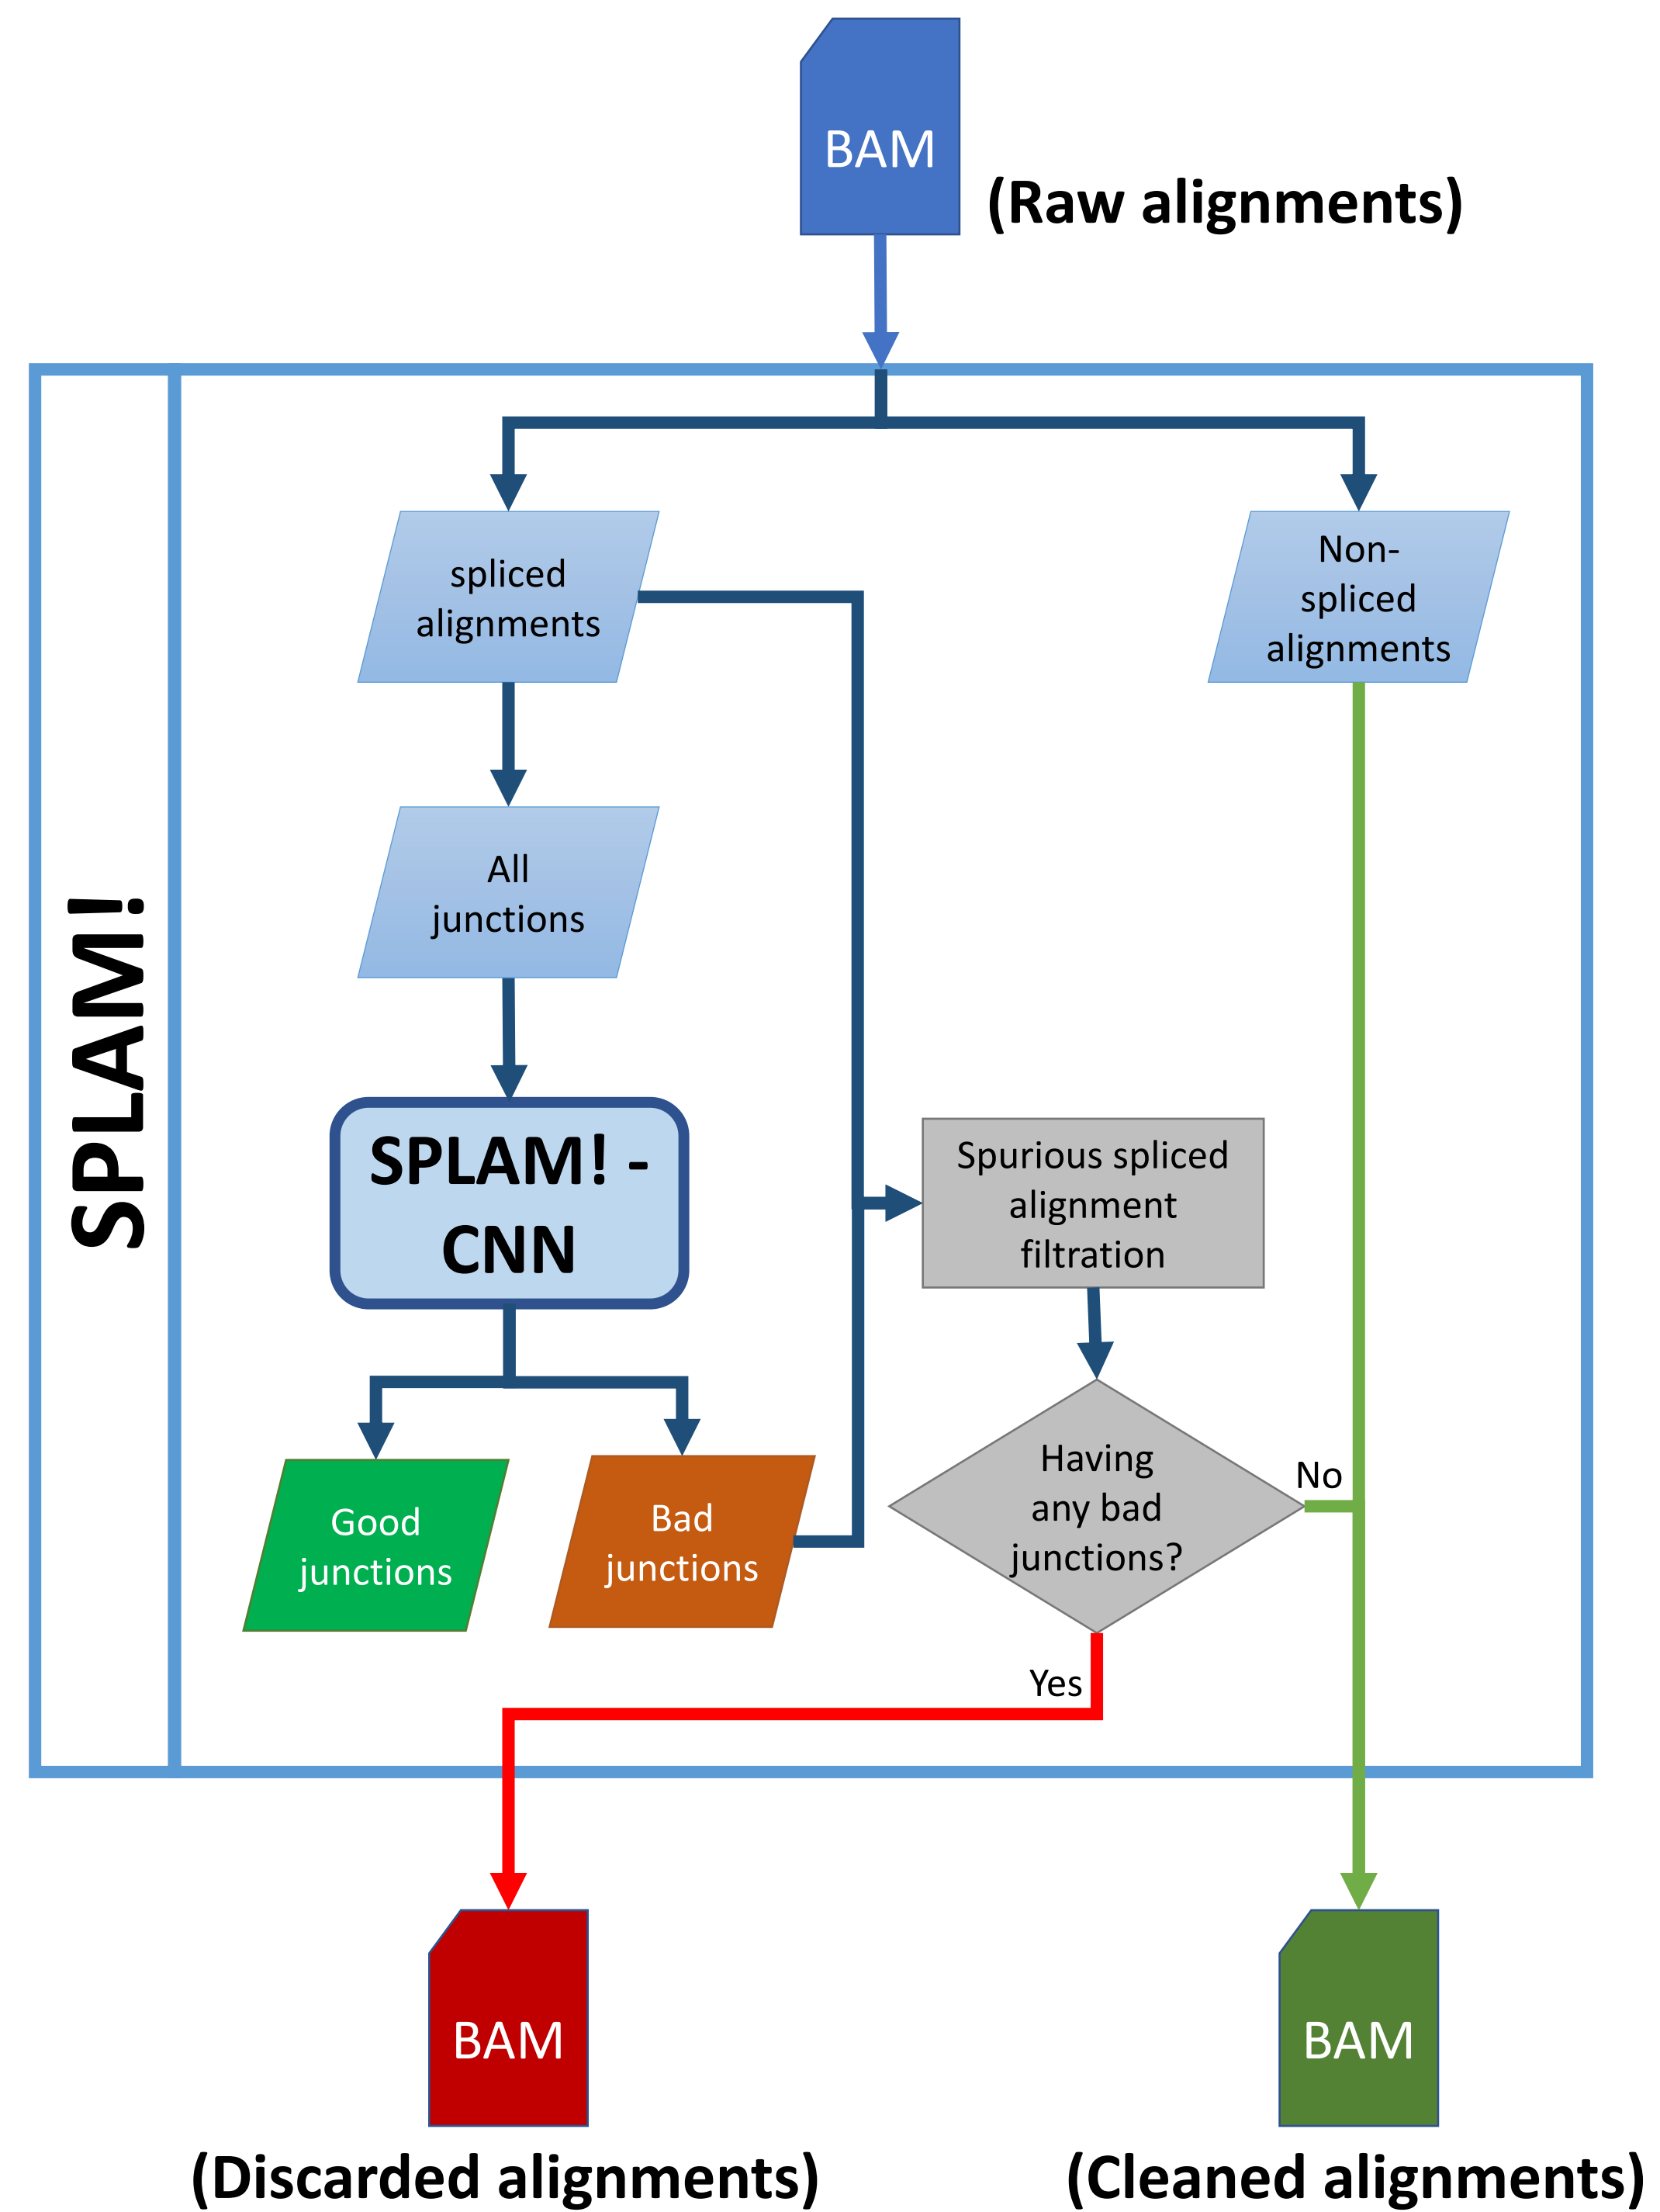 BAM
(Raw alignments)
SPLAM!
spliced
alignments
Non-
spliced
alignments
All
junctions
SPLAM! -
CNN
Spurious spliced
alignment
filtration
Good
junctions
Bad
junctions
Having
any bad
junctions?
No
Yes
BAM
(Discarded alignments)
BAM
(Cleaned alignments)